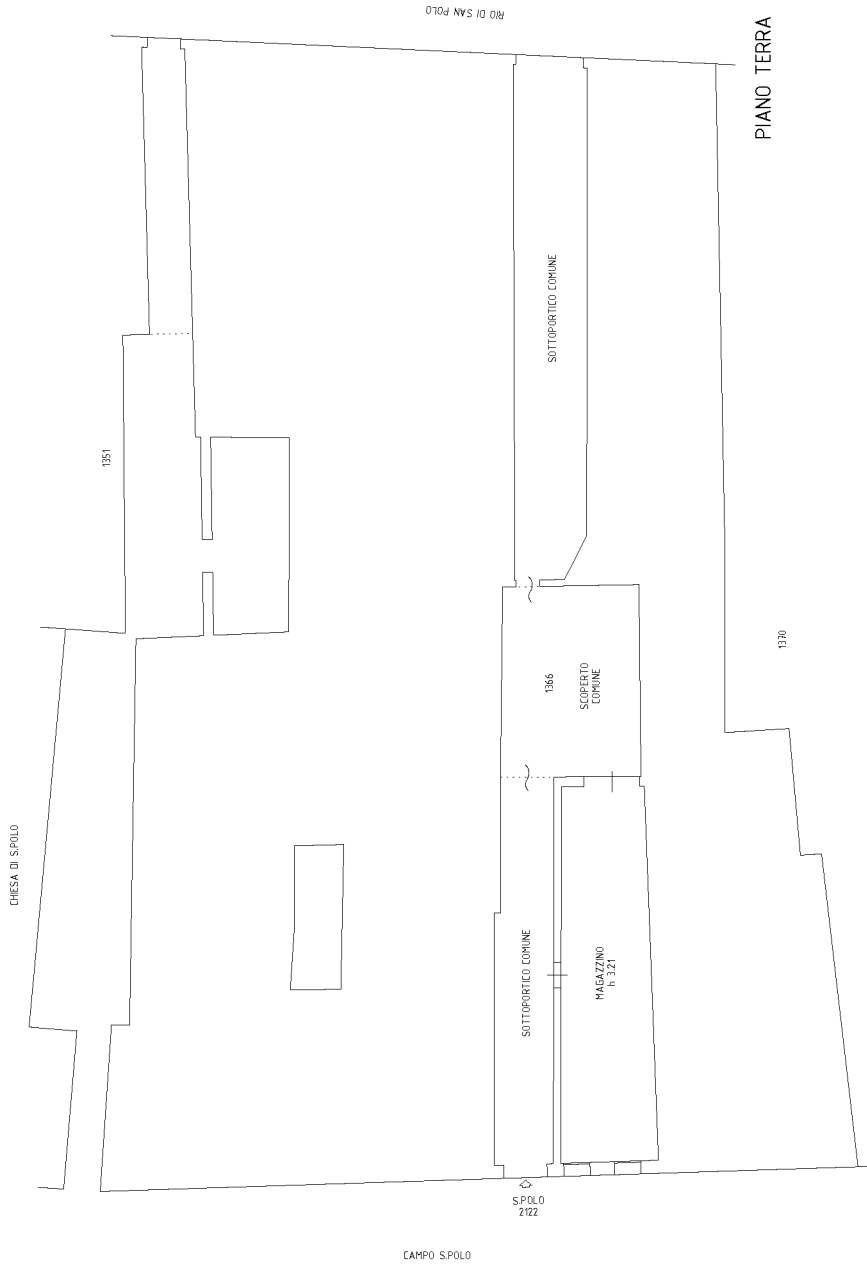 RIO DI SAN POLO
PIANO TERRA
SOTTOPORTICO COMUNE
1351
1370
1366
SCOPERTO
COMUNE
CHIESA DI S.POLO
SOTTOPORTICO COMUNE
MAGAZZINO
h 3.21
S.POLO
2122
CAMPO S.POLO